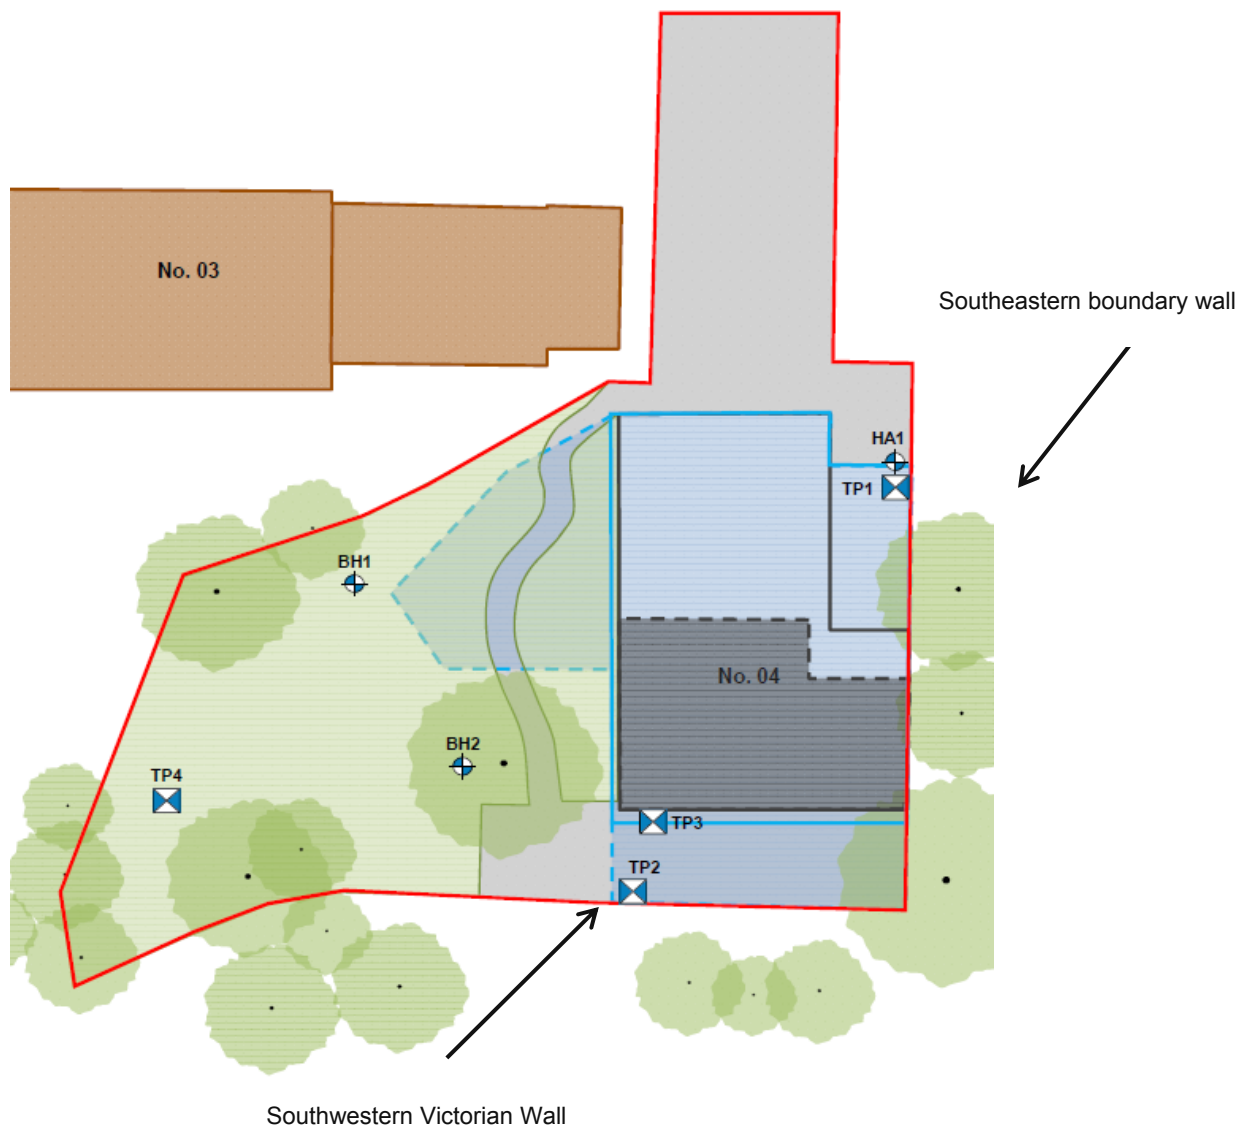 No. 03
Southeastern boundary wall
HA1
TP1
BH1
No. 04
BH2
TP4
TP3
TP2
Southwestern Victorian Wall